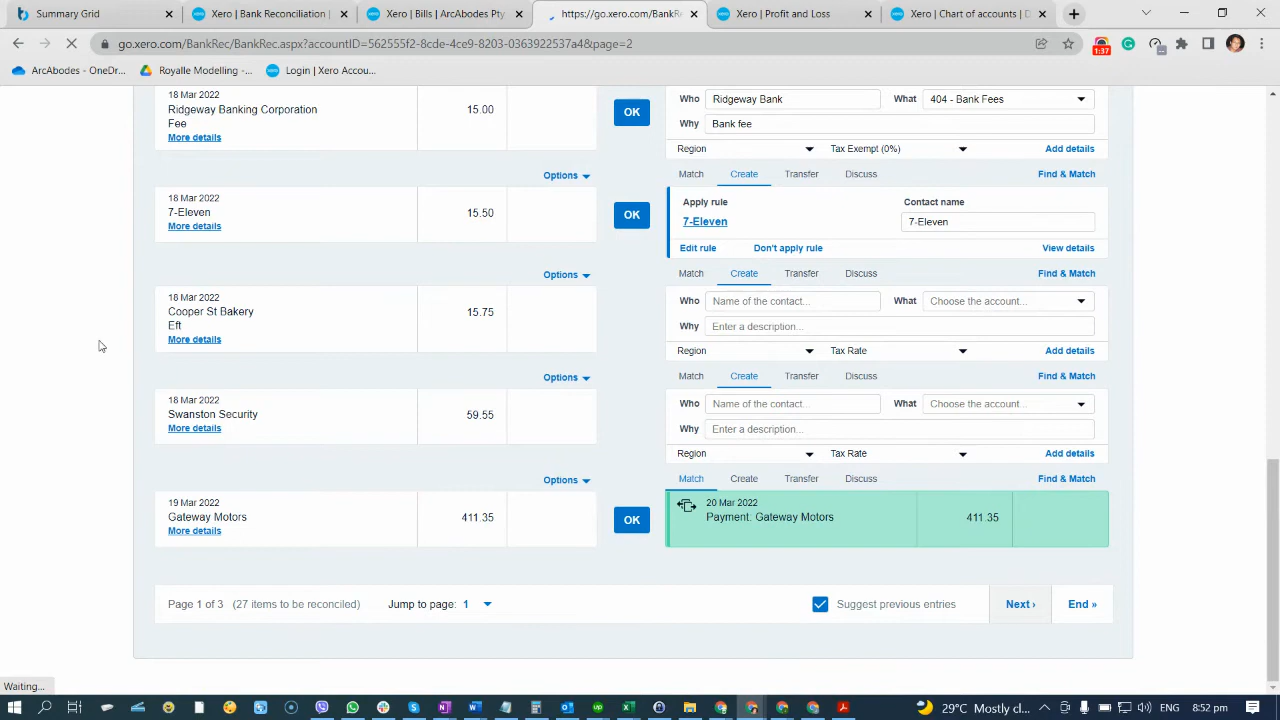 Summary Grid
Xero | Bank Reconciliation |
Xero | Bills | ArcAbodes Pty
https://go.xero.com/BankRe
Xero | Profit and Loss
Xero | Chart of accounts | D
go.xero.com/BankRec/BankRec.aspx?accountID=5625F5f2-8cde-4ce9-8203-0363922537a48&page=2
1:37
ArcAbodes - OneDr...
Royalle Modelling -...
Login | Xero Accou...
18 Mar 2022
Ridgeway Banking Corporation
Fee
More details
15.00
OK
Who Ridgeway Bank What 404 - Bank Fees
Why Bank fee
Region Tax Exempt (0%) Add details
Options
Match Create Transfer Discuss Find & Match
18 Mar 2022
7-Eleven
More details
15.50
OK
Apply rule Contact name
7-Eleven 7-Eleven
Edit rule Don't apply rule View details
Options
Match Create Transfer Discuss Find & Match
18 Mar 2022
Cooper St Bakery
Eft
More details
15.75
Who Name of the contact... What Choose the account...
Why Enter a description...
Region Tax Rate Add details
Options
Match Create Transfer Discuss Find & Match
18 Mar 2022
Swanston Security
More details
59.55
Who Name of the contact... What Choose the account...
Why Enter a description...
Region Tax Rate Add details
Options
Match Create Transfer Discuss Find & Match
19 Mar 2022
Gateway Motors
More details
411.35
OK
20 Mar 2022
Payment: Gateway Motors
411.35
Page 1 of 3 (27 items to be reconciled) Jump to page: 1 Suggest previous entries Next › End »
Waiting...
29°C Mostly cl... ENG 8:52 pm